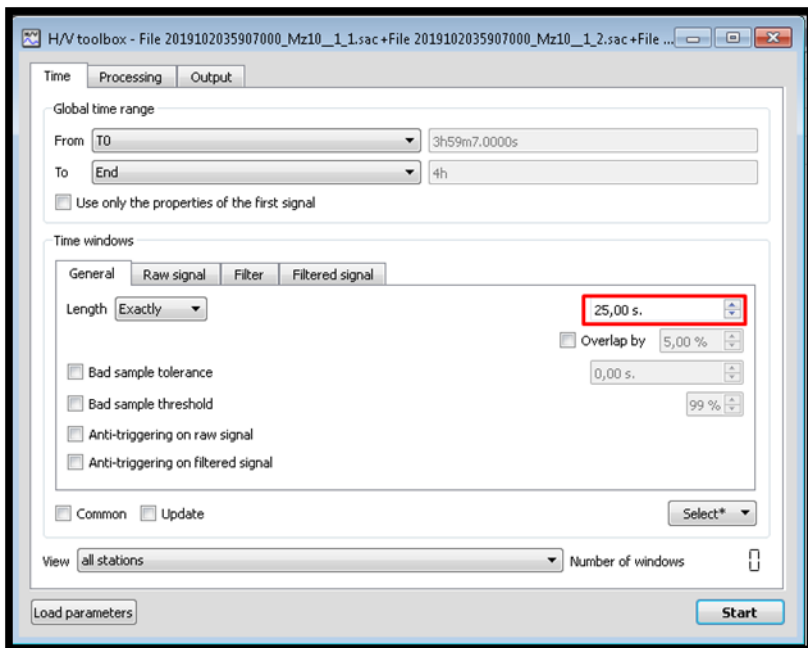 H/V toolbox - File 2019102035907000_Mz10__1_1.sac +File 2019102035907000_Mz10__1_2.sac +File ...
Time Processing Output
Global time range
From T0 3h59m7.0000s
To End 4h
Use only the properties of the first signal
Time windows
General Raw signal Filter Filtered signal
Length Exactly 25,00 s.
Overlap by 5,00 %
Bad sample tolerance 0,00 s.
Bad sample threshold 99 %
Anti-triggering on raw signal
Anti-triggering on filtered signal
Common Update Select*
View all stations Number of windows 0
Load parameters Start